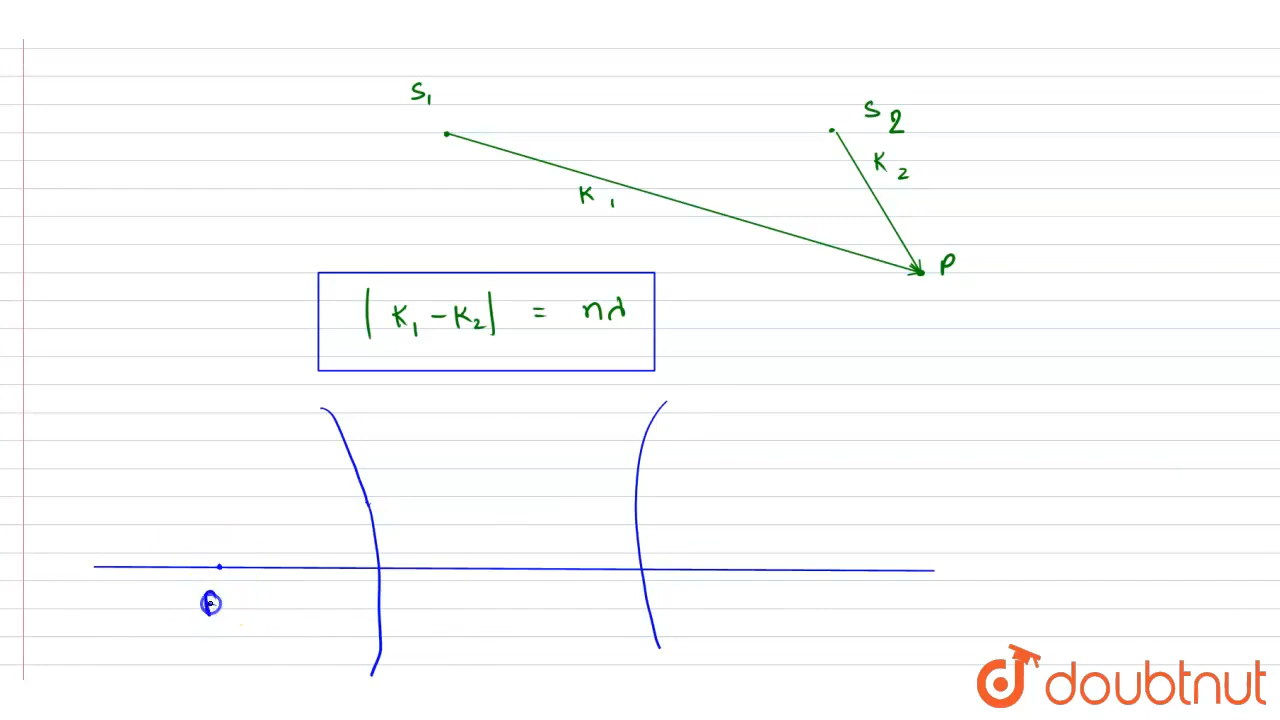 S₁
S₂
K₂
K₁
P
| K₁ - K₂ | = nλ
doubtnut